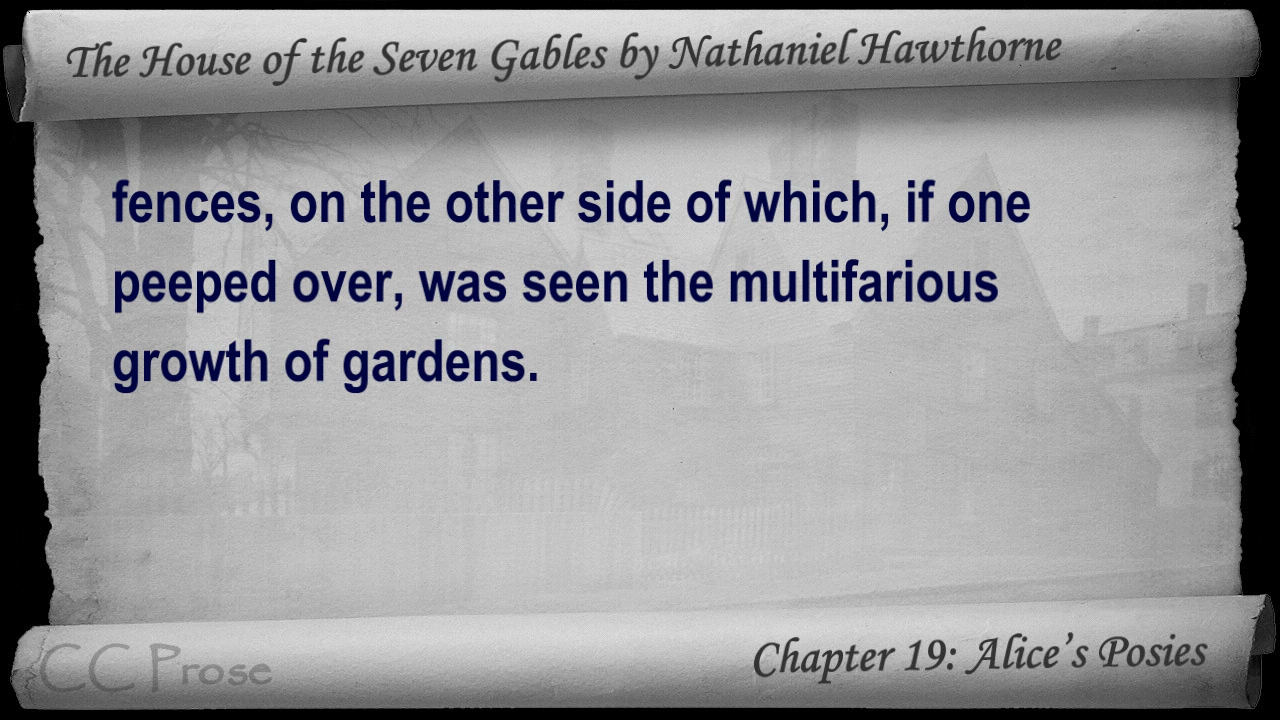 The House of the Seven Gables by Nathaniel Hawthorne
fences, on the other side of which, if one
peeped over, was seen the multifarious
growth of gardens.
CC Prose
Chapter 19: Alice's Posies